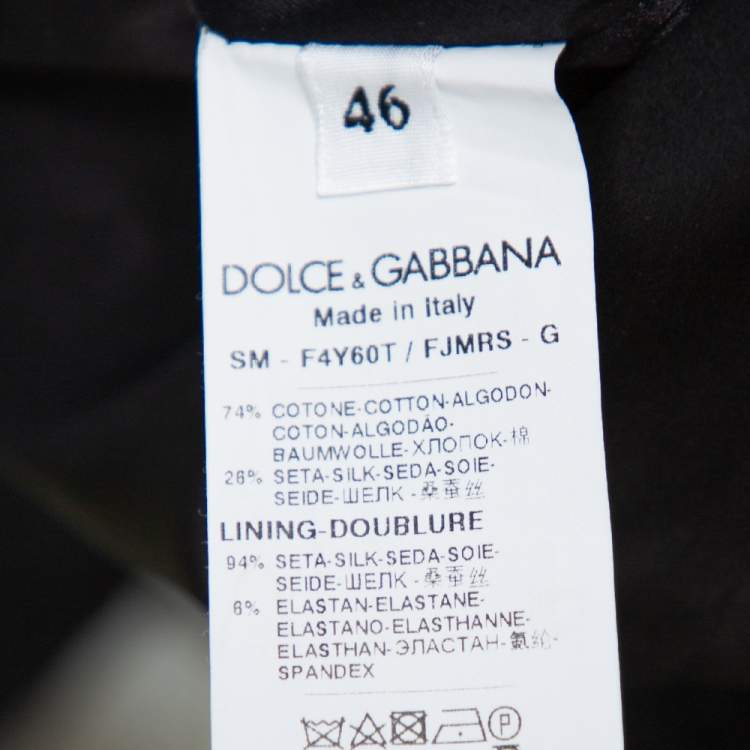 46
DOLCE & GABBANA
Made in Italy
SM - F4Y60T / FJMRS - G
74% COTONE-COTTON-ALGODON-
COTON-ALGODÃO-
BAUMWOLLE-ХЛОПОК-棉
26% SETA-SILK-SEDA-SOIE-
SEIDE-ШЕЛК-桑蚕丝
LINING-DOUBLURE
94% SETA-SILK-SEDA-SOIE-
SEIDE-ШЕЛК-桑蚕丝
6% ELASTAN-ELASTANE-
ELASTANO-ELASTHANNE-
ELASTHAN-ЭЛАСТАН-氨纶-
SPANDEX
P